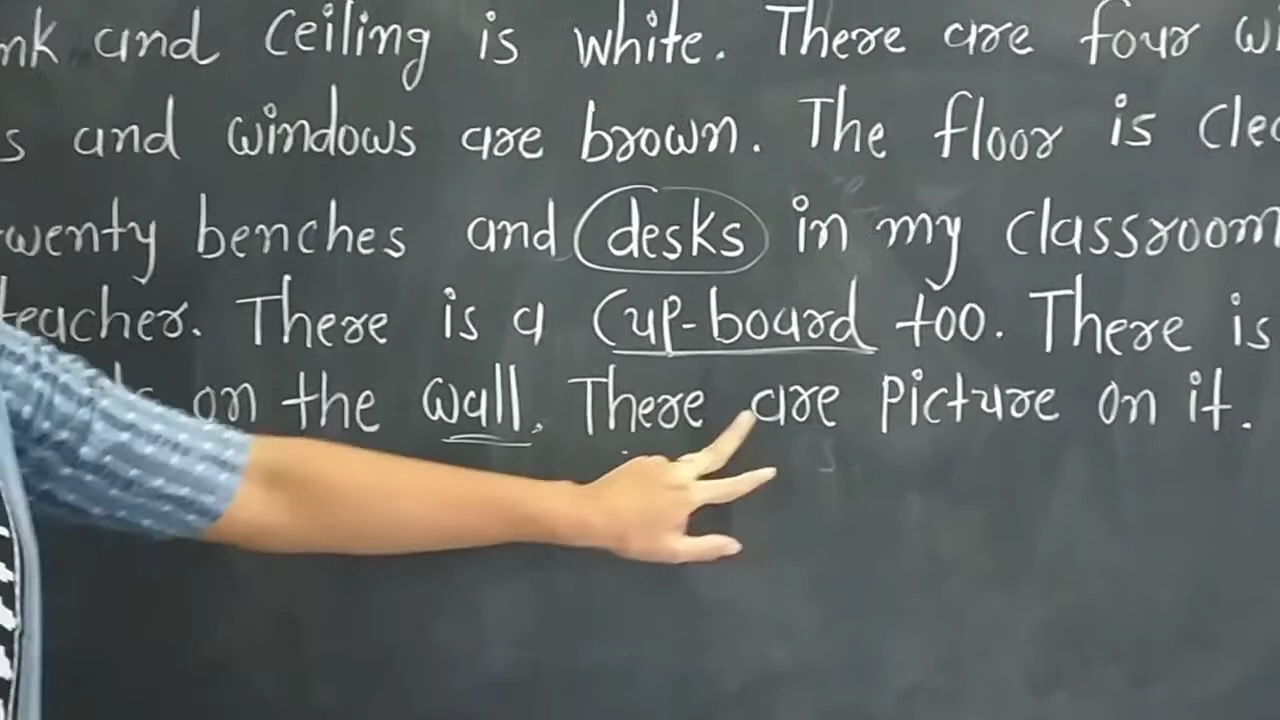 nk and Ceiling is white. There are four wi
s and windows are brown. The floor is clea
wenty benches and desks in my classroom
teacher. There is a Cup-board too. There is
on the wall. There are Picture on it.